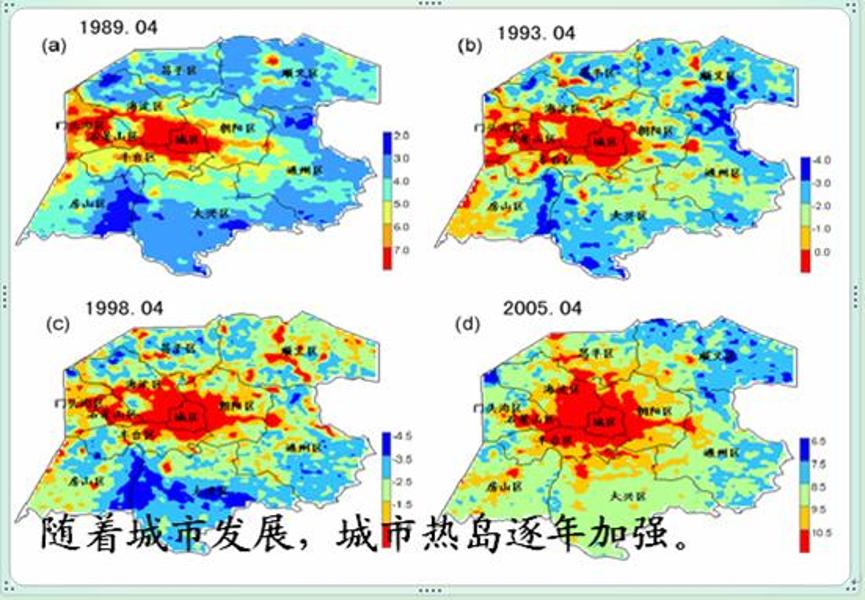 (a) 1989.04
昌平区
顺义区
海淀区
门头沟区
石景山区
城区
朝阳区
丰台区
通州区
房山区
大兴区
2.0
3.0
4.0
5.0
6.0
7.0
(b) 1993.04
顺义区
海淀区
门头沟区
石景山区
城区
朝阳区
丰台区
通州区
房山区
大兴区
-4.0
-3.0
-2.0
-1.0
0.0
(c) 1998.04
昌平区
顺义区
海淀区
门头沟区
石景山区
城区
朝阳区
丰台区
通州区
房山区
-4.5
-3.5
-2.5
-1.5
(d) 2005.04
昌平区
顺义区
海淀区
门头沟区
石景山区
城区
朝阳区
丰台区
通州区
房山区
大兴区
6.5
7.5
8.5
9.5
10.5
随着城市发展，城市热岛逐年加强。